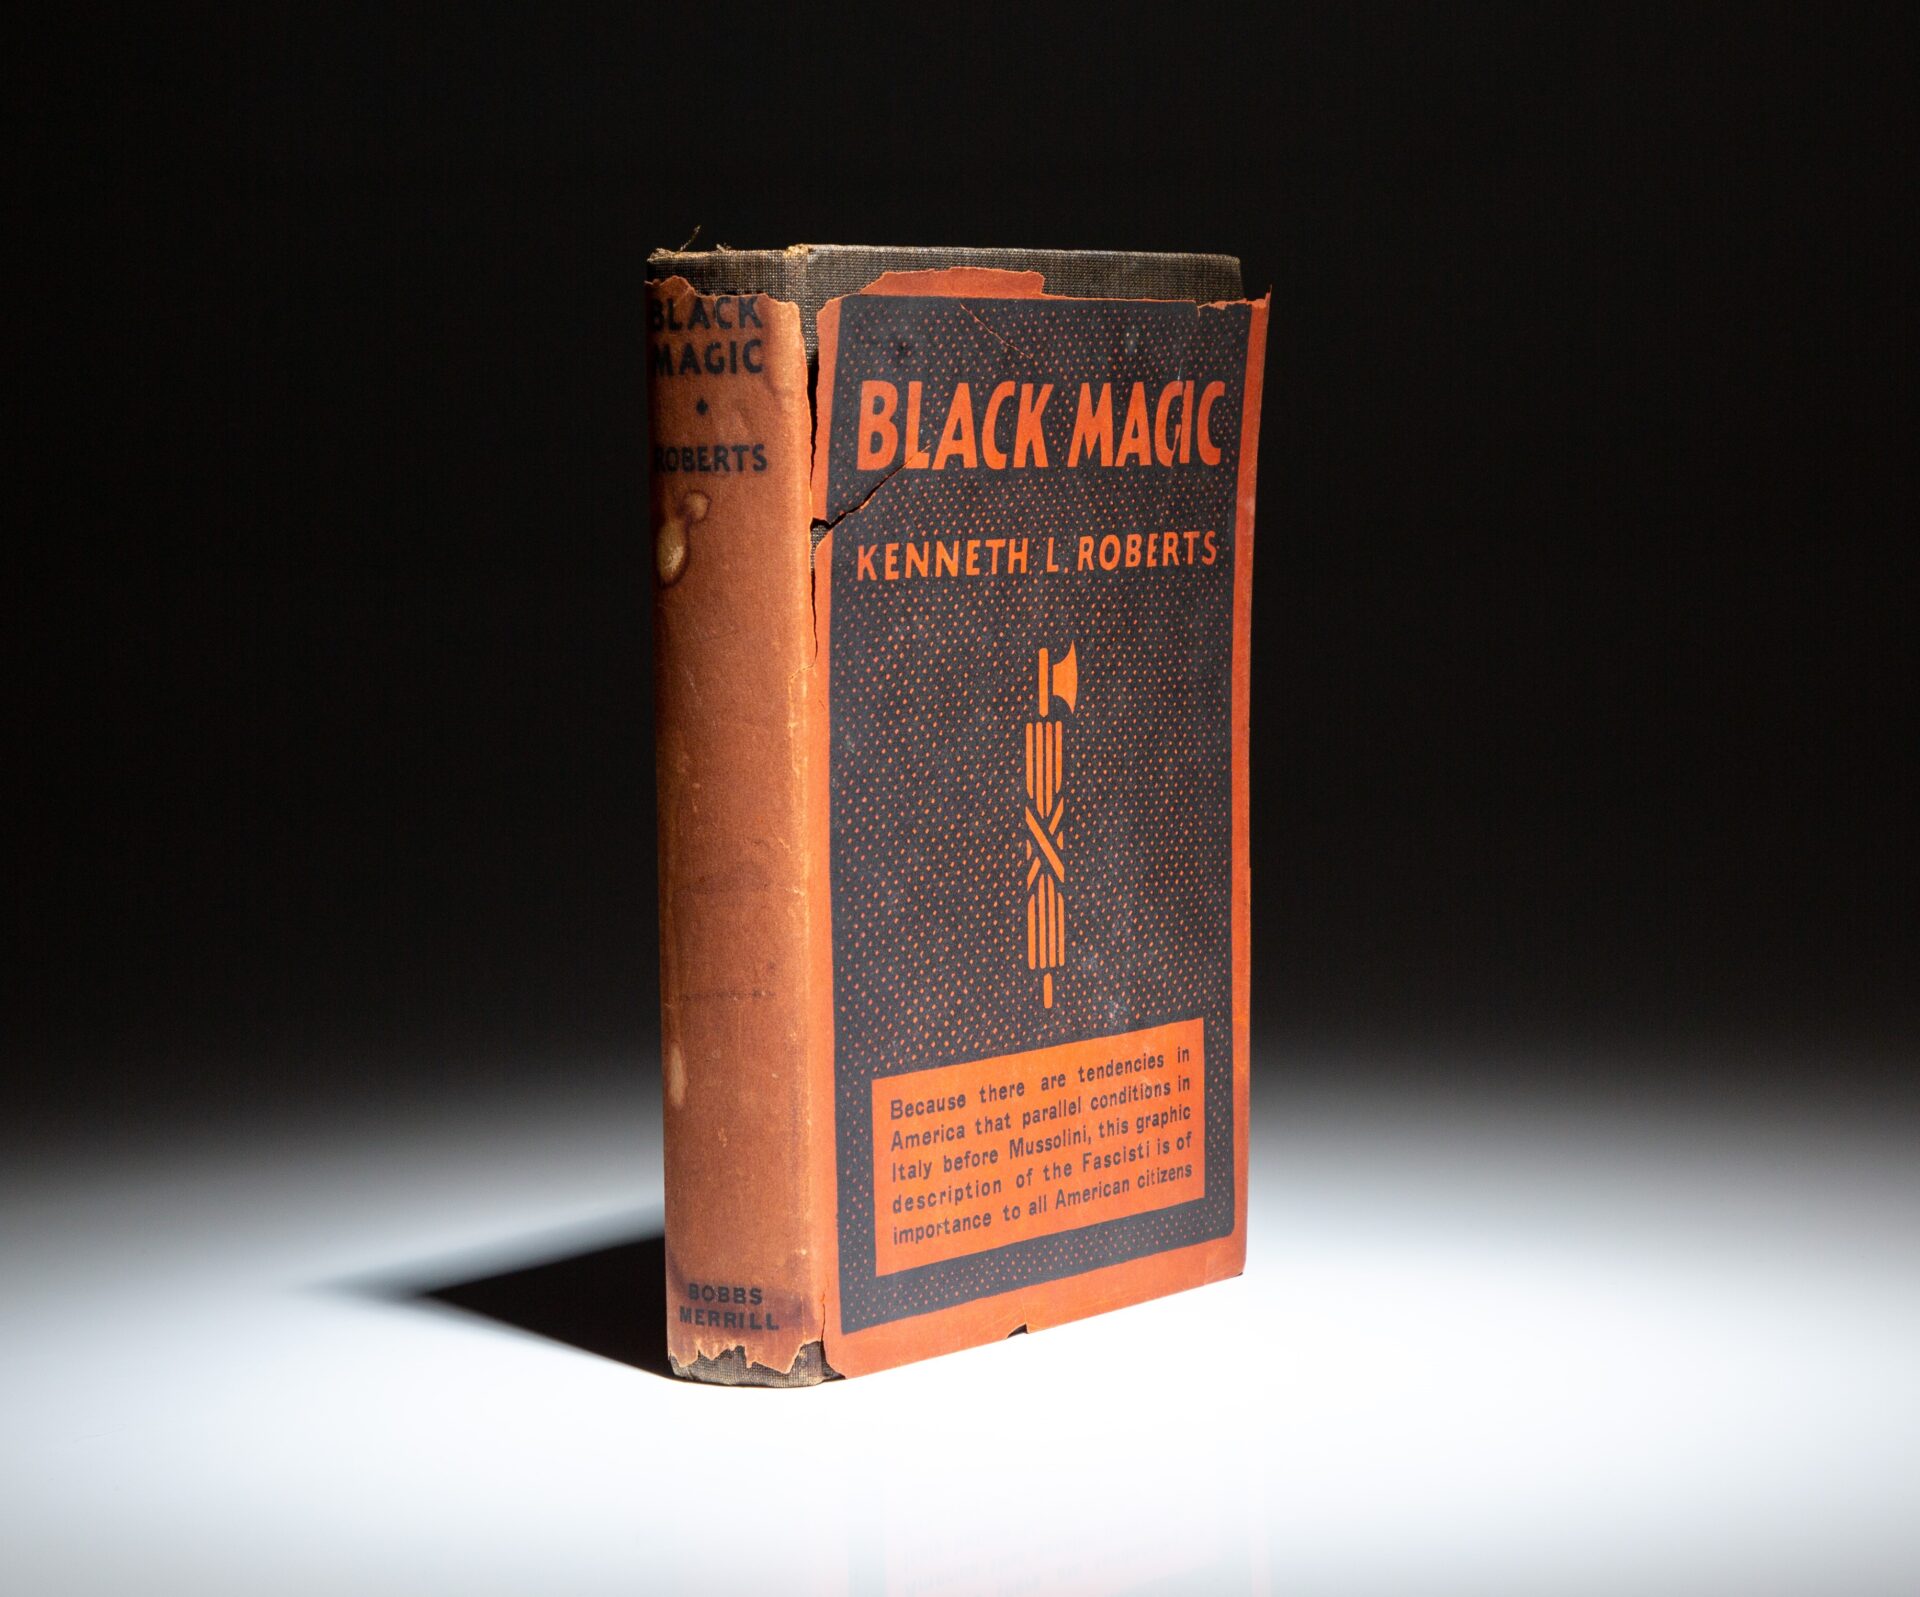 BLACK
MAGIC
ROBERTS
BOBBS
MERRILL
BLACK MAGIC
KENNETH L. ROBERTS
Because there are tendencies in
America that parallel conditions in
Italy before Mussolini, this graphic
description of the Fascisti is of
importance to all American citizens